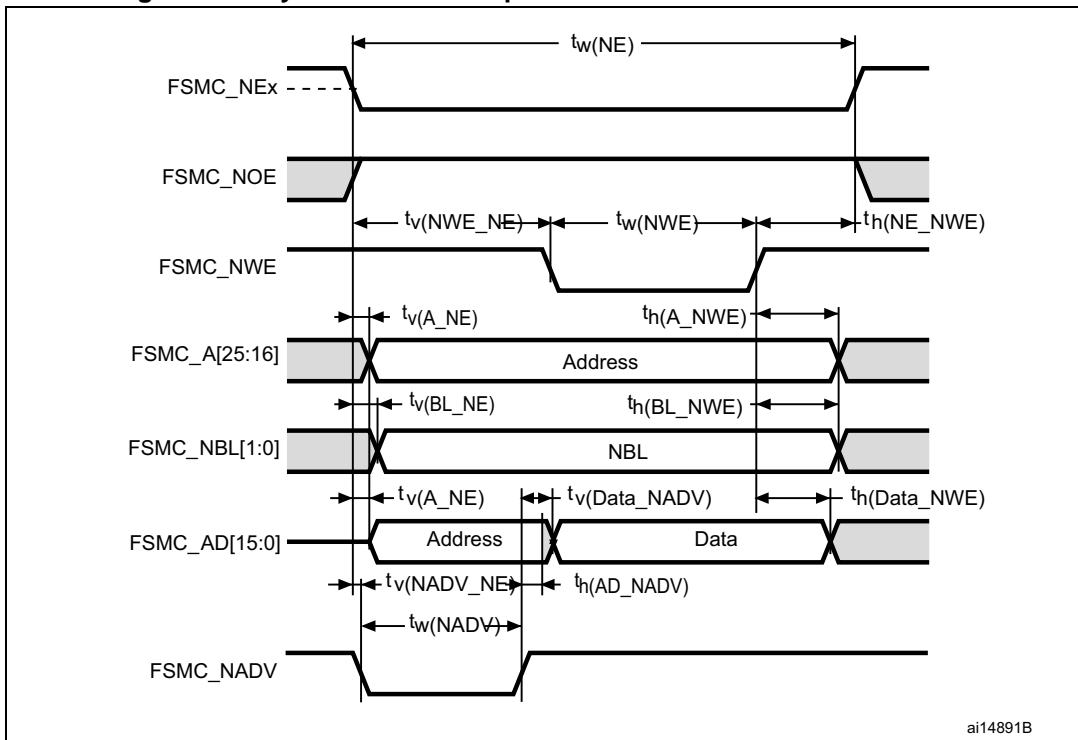 tw(NE)
FSMC_NEx
FSMC_NOE
tv(NWE_NE) tw(NWE) th(NE_NWE)
FSMC_NWE
tv(A_NE) th(A_NWE)
FSMC_A[25:16] Address
tv(BL_NE) th(BL_NWE)
FSMC_NBL[1:0] NBL
tv(A_NE) tv(Data_NADV) th(Data_NWE)
FSMC_AD[15:0] Address Data
tv(NADV_NE) th(AD_NADV)
tw(NADV)
FSMC_NADV
ai14891B